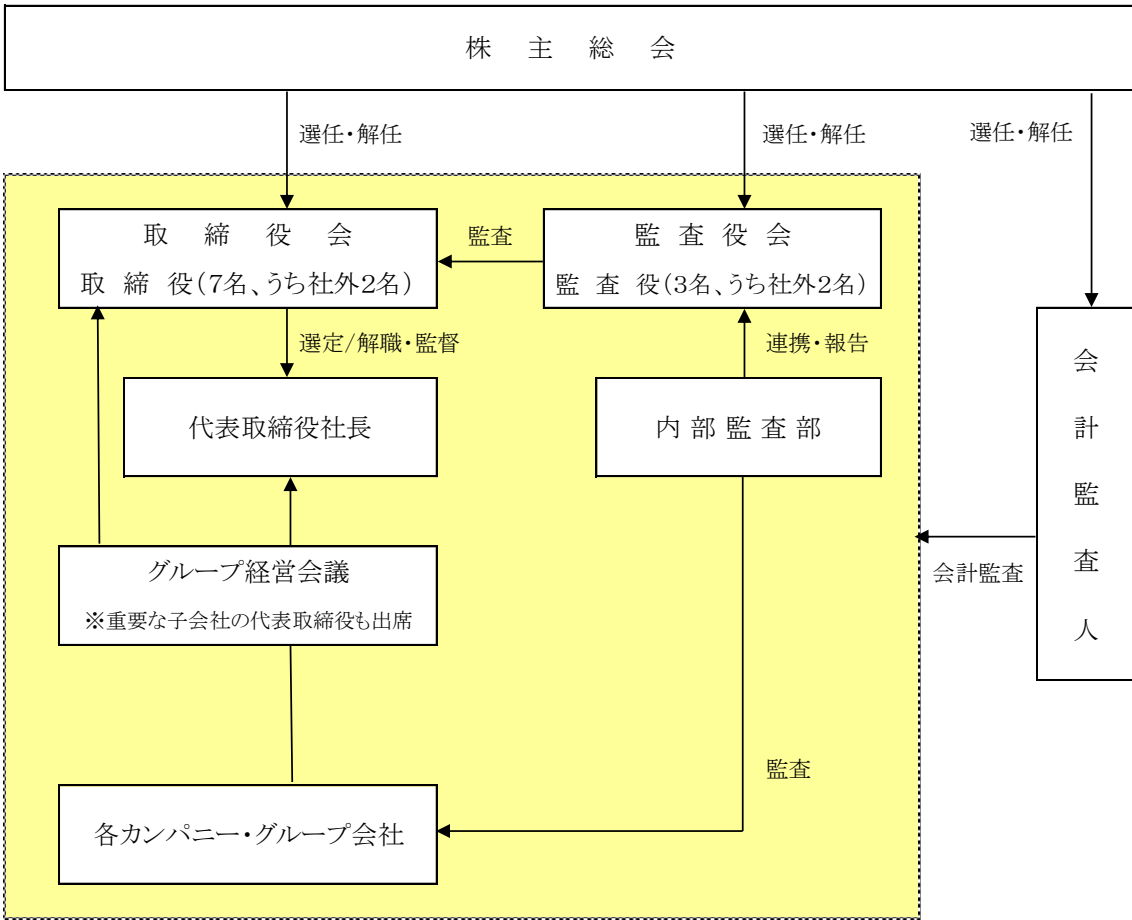 株主総会
選任・解任
選任・解任
選任・解任
取締役会
取締役(7名、うち社外2名)
監査
監査役会
監査役(3名、うち社外2名)
選定/解職・監督
連携・報告
代表取締役社長
内部監査部
会計監査人
グループ経営会議
※重要な子会社の代表取締役も出席
会計監査
監査
各カンパニー・グループ会社